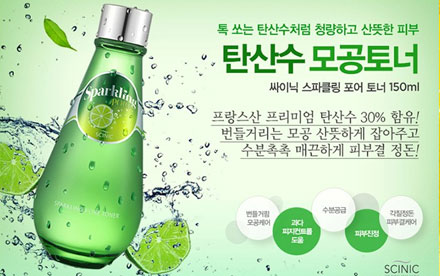 톡 쏘는 탄산수처럼 청량하고 산뜻한 피부
탄산수 모공토너
싸이닉 스파클링 포어 토너 150ml
프랑스산 프리미엄 탄산수 30% 함유!
번들거리는 모공 산뜻하게 잡아주고
수분촉촉 매끈하게 피부결 정돈!
Sparkling
번들거림
모공케어
과다
피지컨트롤
도움
수분공급
피부진정
각질정돈
피부결케어
SCINIC